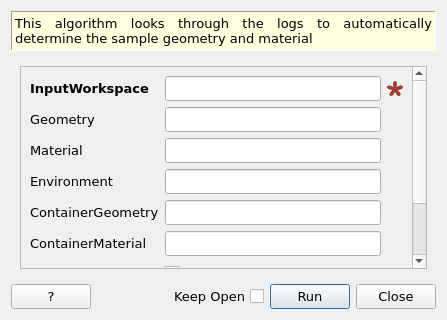 This algorithm looks through the logs to automatically
determine the sample geometry and material
InputWorkspace
Geometry
Material
Environment
ContainerGeometry
ContainerMaterial
? Keep Open Run Close